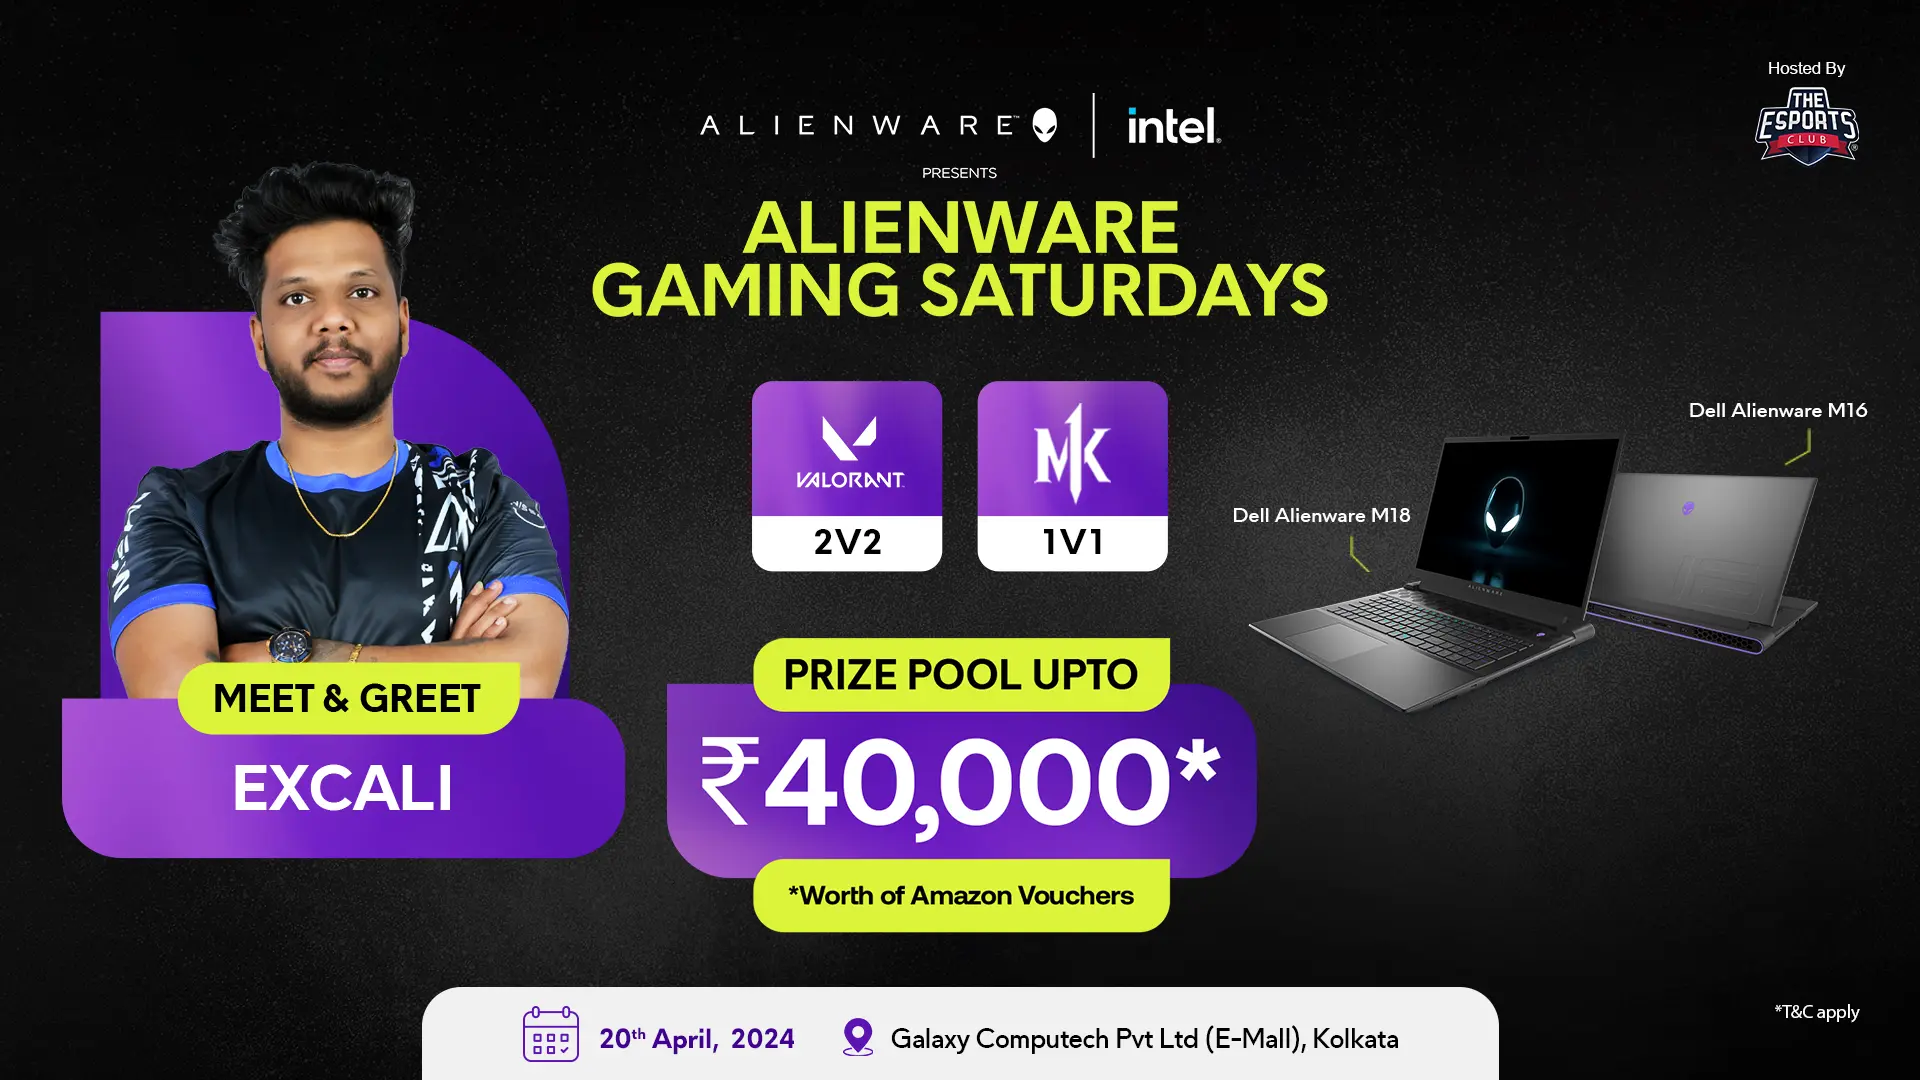 Hosted By
THE
ESPORTS
CLUB
ALIENWARE™ intel.
PRESENTS
ALIENWARE
GAMING SATURDAYS
VALORANT
2V2
MK
1V1
Dell Alienware M16
Dell Alienware M18
ALIENWARE
MEET & GREET
EXCALI
PRIZE POOL UPTO
₹40,000*
*Worth of Amazon Vouchers
*T&C apply
20th April, 2024
Galaxy Computech Pvt Ltd (E-Mall), Kolkata